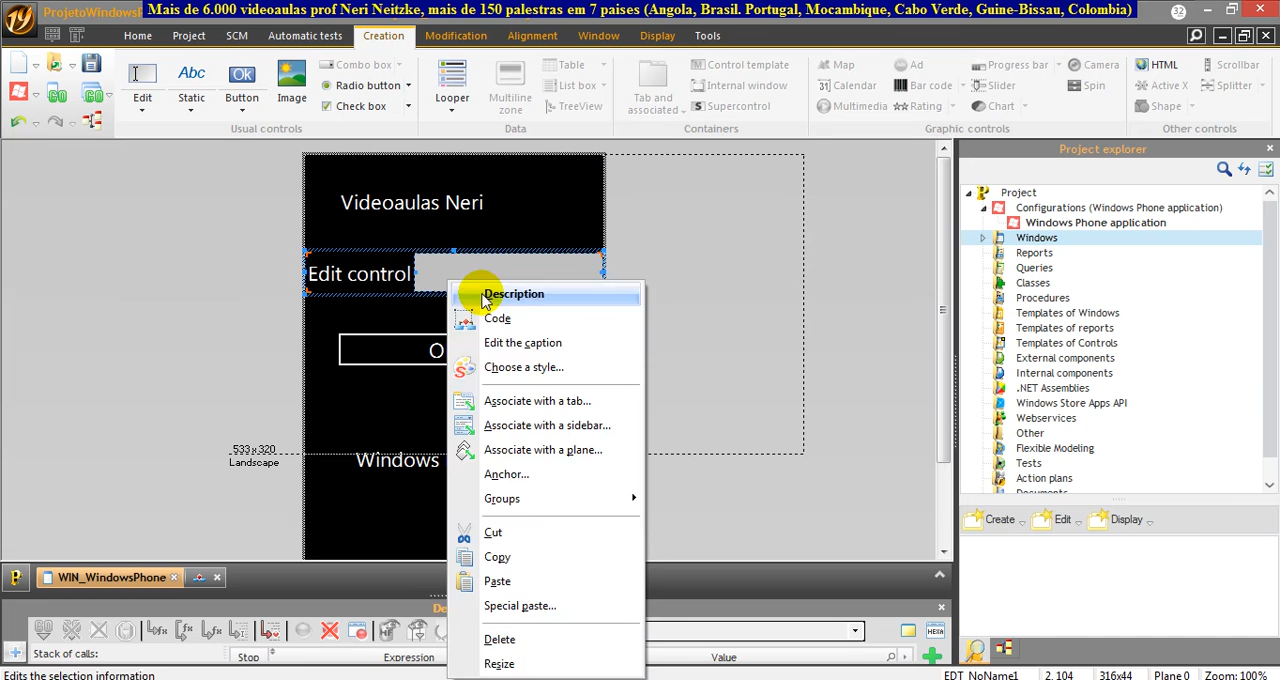 ProjetoWindowsh
Mais de 6.000 videoaulas prof Neri Neitzke, mais de 150 palestras em 7 paises (Angola, Brasil. Portugal, Mocambique, Cabo Verde, Guine-Bissau, Colombia)
32
Home Project SCM Automatic tests Creation Modification Alignment Window Display Tools
Edit
Static
Button
Image
Combo box
Radio button
Check box
Usual controls
Looper
Multiline zone
Table
List box
TreeView
Data
Tab and associated
Control template
Internal window
Supercontrol
Containers
Map
Ad
Progress bar
Camera
Calendar
Bar code
Slider
Spin
Multimedia
Rating
Chart
Graphic controls
HTML
Scrollbar
Active X
Splitter
Shape
Other controls
Videoaulas Neri
Edit control
O
Windows
533 x 320
Landscape
Description
Code
Edit the caption
Choose a style...
Associate with a tab...
Associate with a sidebar...
Associate with a plane...
Anchor...
Groups
Cut
Copy
Paste
Special paste...
Delete
Resize
Project explorer
Project
Configurations (Windows Phone application)
Windows Phone application
Windows
Reports
Queries
Classes
Procedures
Templates of Windows
Templates of reports
Templates of Controls
External components
Internal components
.NET Assemblies
Windows Store Apps API
Webservices
Other
Flexible Modeling
Tests
Action plans
Documents
Create Edit Display
WIN_WindowsPhone
De
HEXA
Stack of calls:
Stop
Expression
Value
Edits the selection information
EDT_NoName1
2, 104
316x44
Plane 0
Zoom: 100%